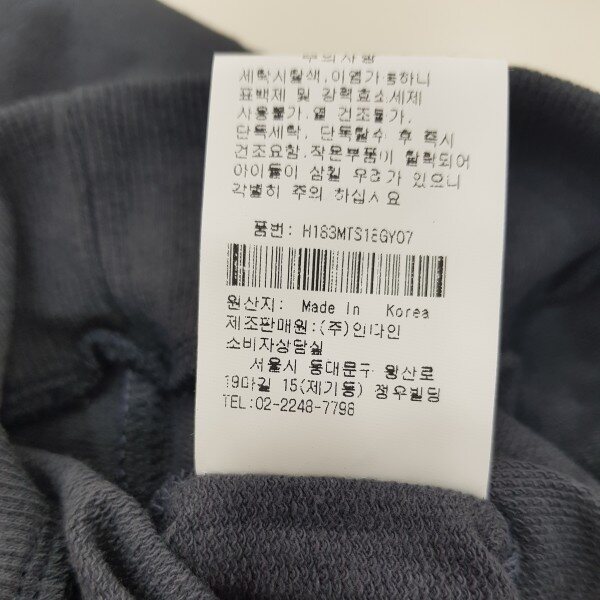 주의사항
세탁시탈색,이염가능하니
표백제 및 강력효소세제
사용불가.열 건조불가.
단독세탁, 단독탈수 후 즉시
건조요함.작은부품이 탈락되어
아이들이 삼킬 우려가 있으니
각별히 주의 하십시요
품번: H183MTS18GY07
원산지: Made In Korea
제조판매원:(주)인다인
소비자상담실
서울시 동대문구 왕산로
19마길 15(제기동) 정우빌딩
TEL:02-2248-7798